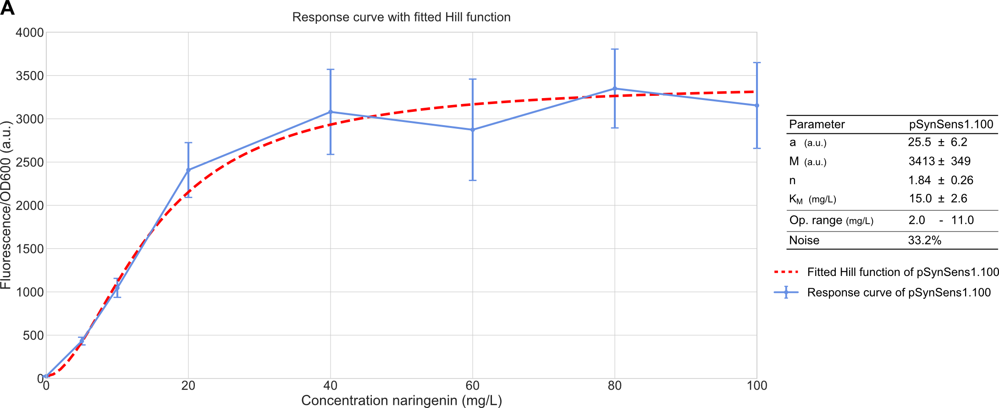 A
Response curve with fitted Hill function
Fluorescence/OD600 (a.u.)
4000
3500
3000
2500
2000
1500
1000
500
0
0 20 40 60 80 100
Concentration naringenin (mg/L)
Parameter pSynSens1.100
a (a.u.) 25.5 ± 6.2
M (a.u.) 3413 ± 349
n 1.84 ± 0.26
KM (mg/L) 15.0 ± 2.6
Op. range (mg/L) 2.0 - 11.0
Noise 33.2%
Fitted Hill function of pSynSens1.100
Response curve of pSynSens1.100